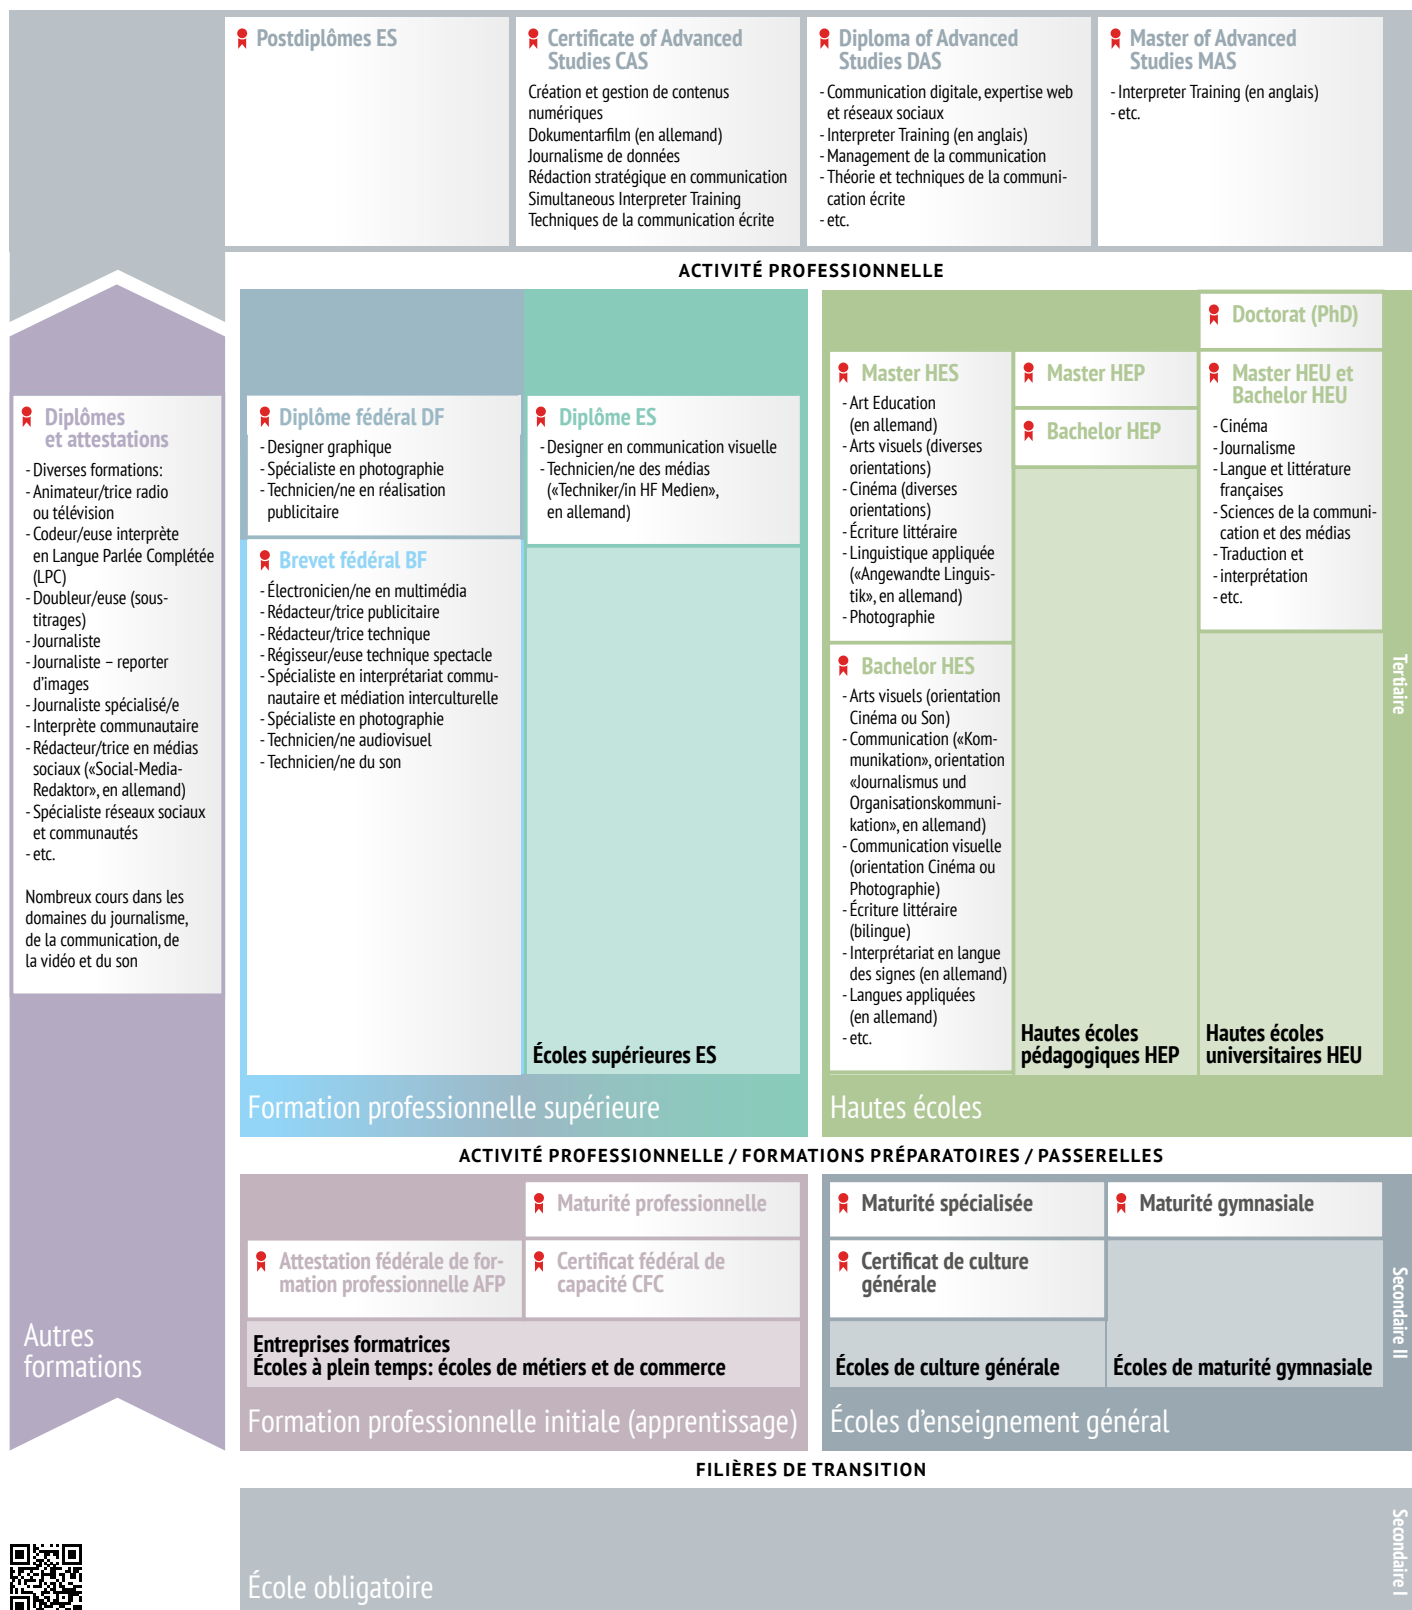 Postdiplômes ES
Certificate of Advanced
Studies CAS
Création et gestion de contenus
numériques
Dokumentarfilm (en allemand)
Journalisme de données
Rédaction stratégique en communication
Simultaneous Interpreter Training
Techniques de la communication écrite
Diploma of Advanced
Studies DAS
- Communication digitale, expertise web
et réseaux sociaux
- Interpreter Training (en anglais)
- Management de la communication
- Théorie et techniques de la communi-
cation écrite
- etc.
Master of Advanced
Studies MAS
- Interpreter Training (en anglais)
- etc.
ACTIVITÉ PROFESSIONNELLE
Diplômes
et attestations
- Diverses formations:
- Animateur/trice radio
ou télévision
- Codeur/euse interprète
en Langue Parlée Complétée
(LPC)
- Doubleur/euse (sous-
titrages)
- Journaliste
- Journaliste – reporter
d'images
- Journaliste spécialisé/e
- Interprète communautaire
- Rédacteur/trice en médias
sociaux («Social-Media-
Redaktor», en allemand)
- Spécialiste réseaux sociaux
et communautés
- etc.
Nombreux cours dans les
domaines du journalisme,
de la communication, de
la vidéo et du son
Autres
formations
Diplôme fédéral DF
- Designer graphique
- Spécialiste en photographie
- Technicien/ne en réalisation
publicitaire
Brevet fédéral BF
- Électronicien/ne en multimédia
- Rédacteur/trice publicitaire
- Rédacteur/trice technique
- Régisseur/euse technique spectacle
- Spécialiste en interprétariat commu-
nautaire et médiation interculturelle
- Spécialiste en photographie
- Technicien/ne audiovisuel
- Technicien/ne du son
Diplôme ES
- Designer en communication visuelle
- Technicien/ne des médias
(«Techniker/in HF Medien»,
en allemand)
Écoles supérieures ES
Formation professionnelle supérieure
Master HES
- Art Education
(en allemand)
- Arts visuels (diverses
orientations)
- Cinéma (diverses
orientations)
- Écriture littéraire
- Linguistique appliquée
(«Angewandte Linguis-
tik», en allemand)
- Photographie
Bachelor HES
- Arts visuels (orientation
Cinéma ou Son)
- Communication («Kom-
munikation», orientation
«Journalismus und
Organisationskommuni-
kation», en allemand)
- Communication visuelle
(orientation Cinéma ou
Photographie)
- Écriture littéraire
(bilingue)
- Interprétariat en langue
des signes (en allemand)
- Langues appliquées
(en allemand)
- etc.
Master HEP
Bachelor HEP
Hautes écoles
pédagogiques HEP
Doctorat (PhD)
Master HEU et
Bachelor HEU
- Cinéma
- Journalisme
- Langue et littérature
françaises
- Sciences de la communi-
cation et des médias
- Traduction et
- interprétation
- etc.
Hautes écoles
universitaires HEU
Hautes écoles
Tertiaire
ACTIVITÉ PROFESSIONNELLE / FORMATIONS PRÉPARATOIRES / PASSERELLES
Maturité professionnelle
Attestation fédérale de for-
mation professionnelle AFP
Certificat fédéral de
capacité CFC
Entreprises formatrices
Écoles à plein temps: écoles de métiers et de commerce
Formation professionnelle initiale (apprentissage)
Maturité spécialisée
Certificat de culture
générale
Écoles de culture générale
Maturité gymnasiale
Écoles de maturité gymnasiale
Écoles d'enseignement général
Secondaire II
FILIÈRES DE TRANSITION
École obligatoire
Secondaire I